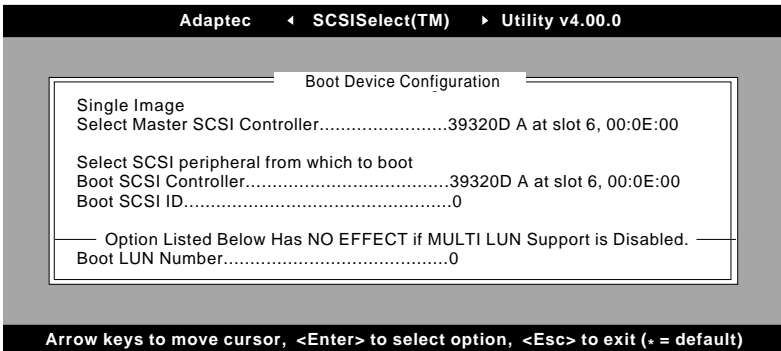 Adaptec ◂ SCSISelect(TM) ▸ Utility v4.00.0
Boot Device Configuration
Single Image
Select Master SCSI Controller........................39320D A at slot 6, 00:0E:00
Select SCSI peripheral from which to boot
Boot SCSI Controller......................................39320D A at slot 6, 00:0E:00
Boot SCSI ID..................................................0
Option Listed Below Has NO EFFECT if MULTI LUN Support is Disabled.
Boot LUN Number..........................................0
Arrow keys to move cursor, <Enter> to select option, <Esc> to exit (* = default)